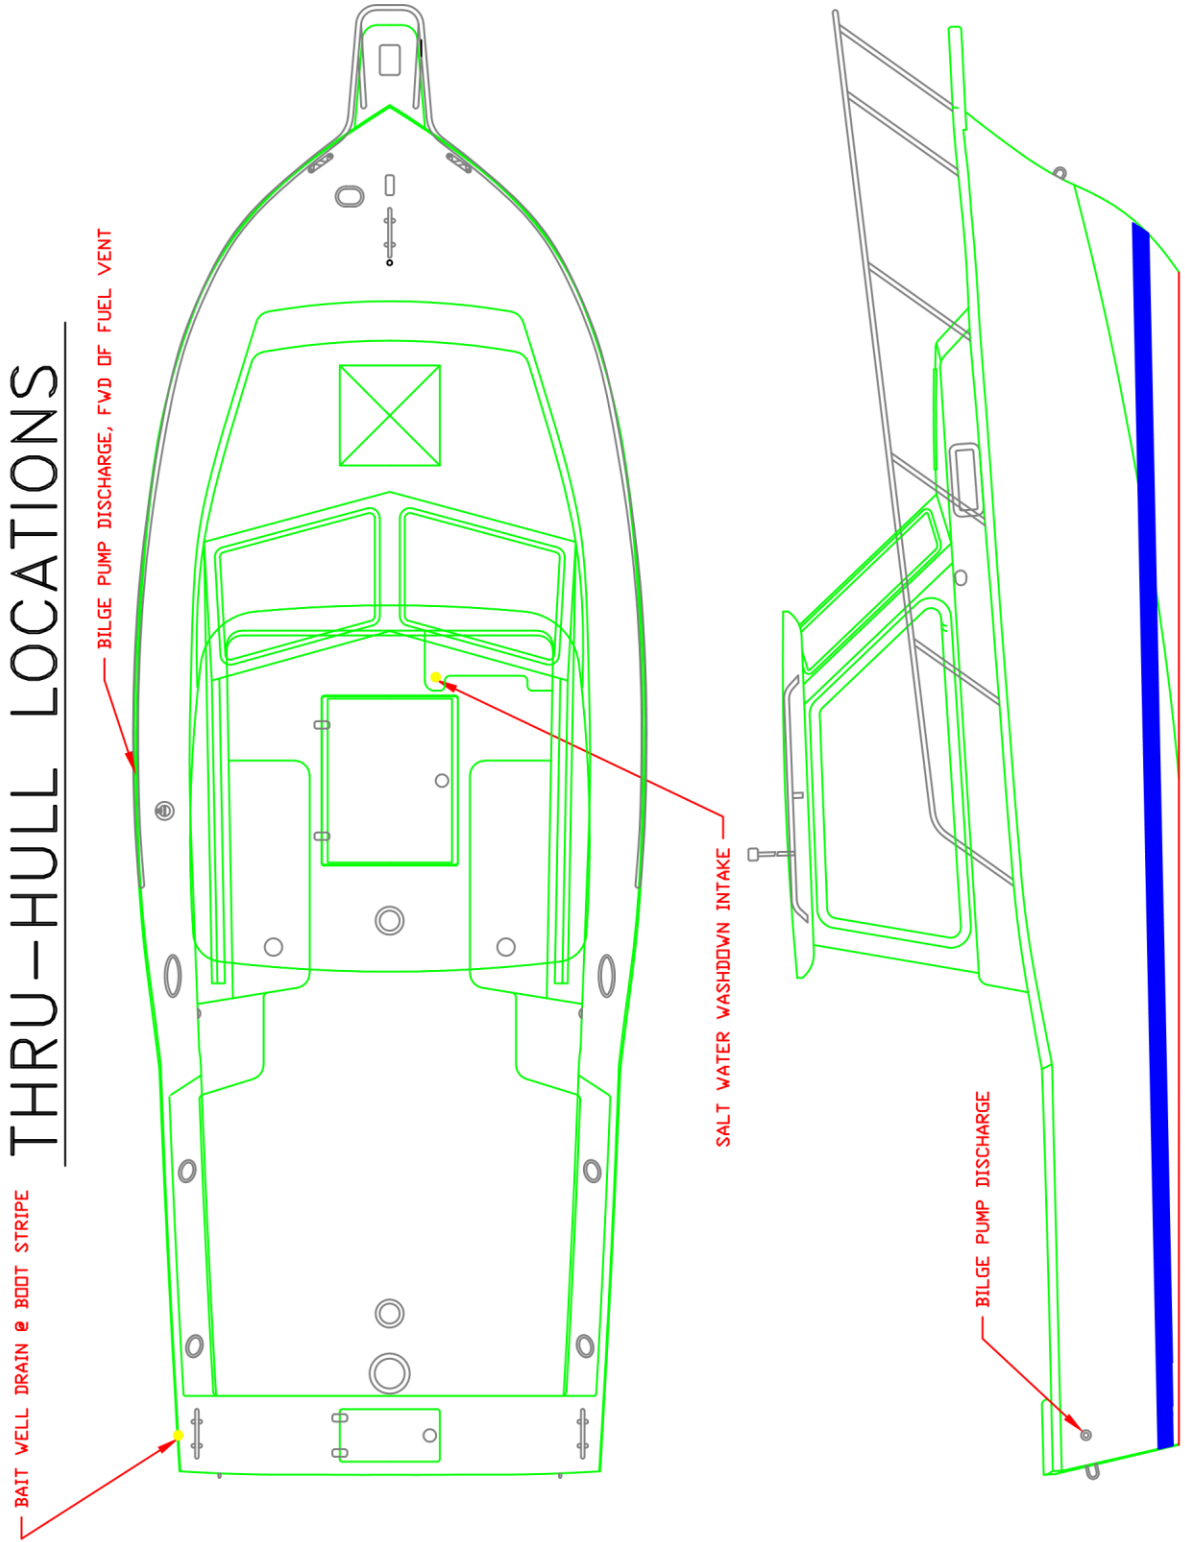 THRU-HULL LOCATIONS
BAIT WELL DRAIN @ BOOT STRIPE
BILGE PUMP DISCHARGE, FWD OF FUEL VENT
SALT WATER WASHDOWN INTAKE
BILGE PUMP DISCHARGE